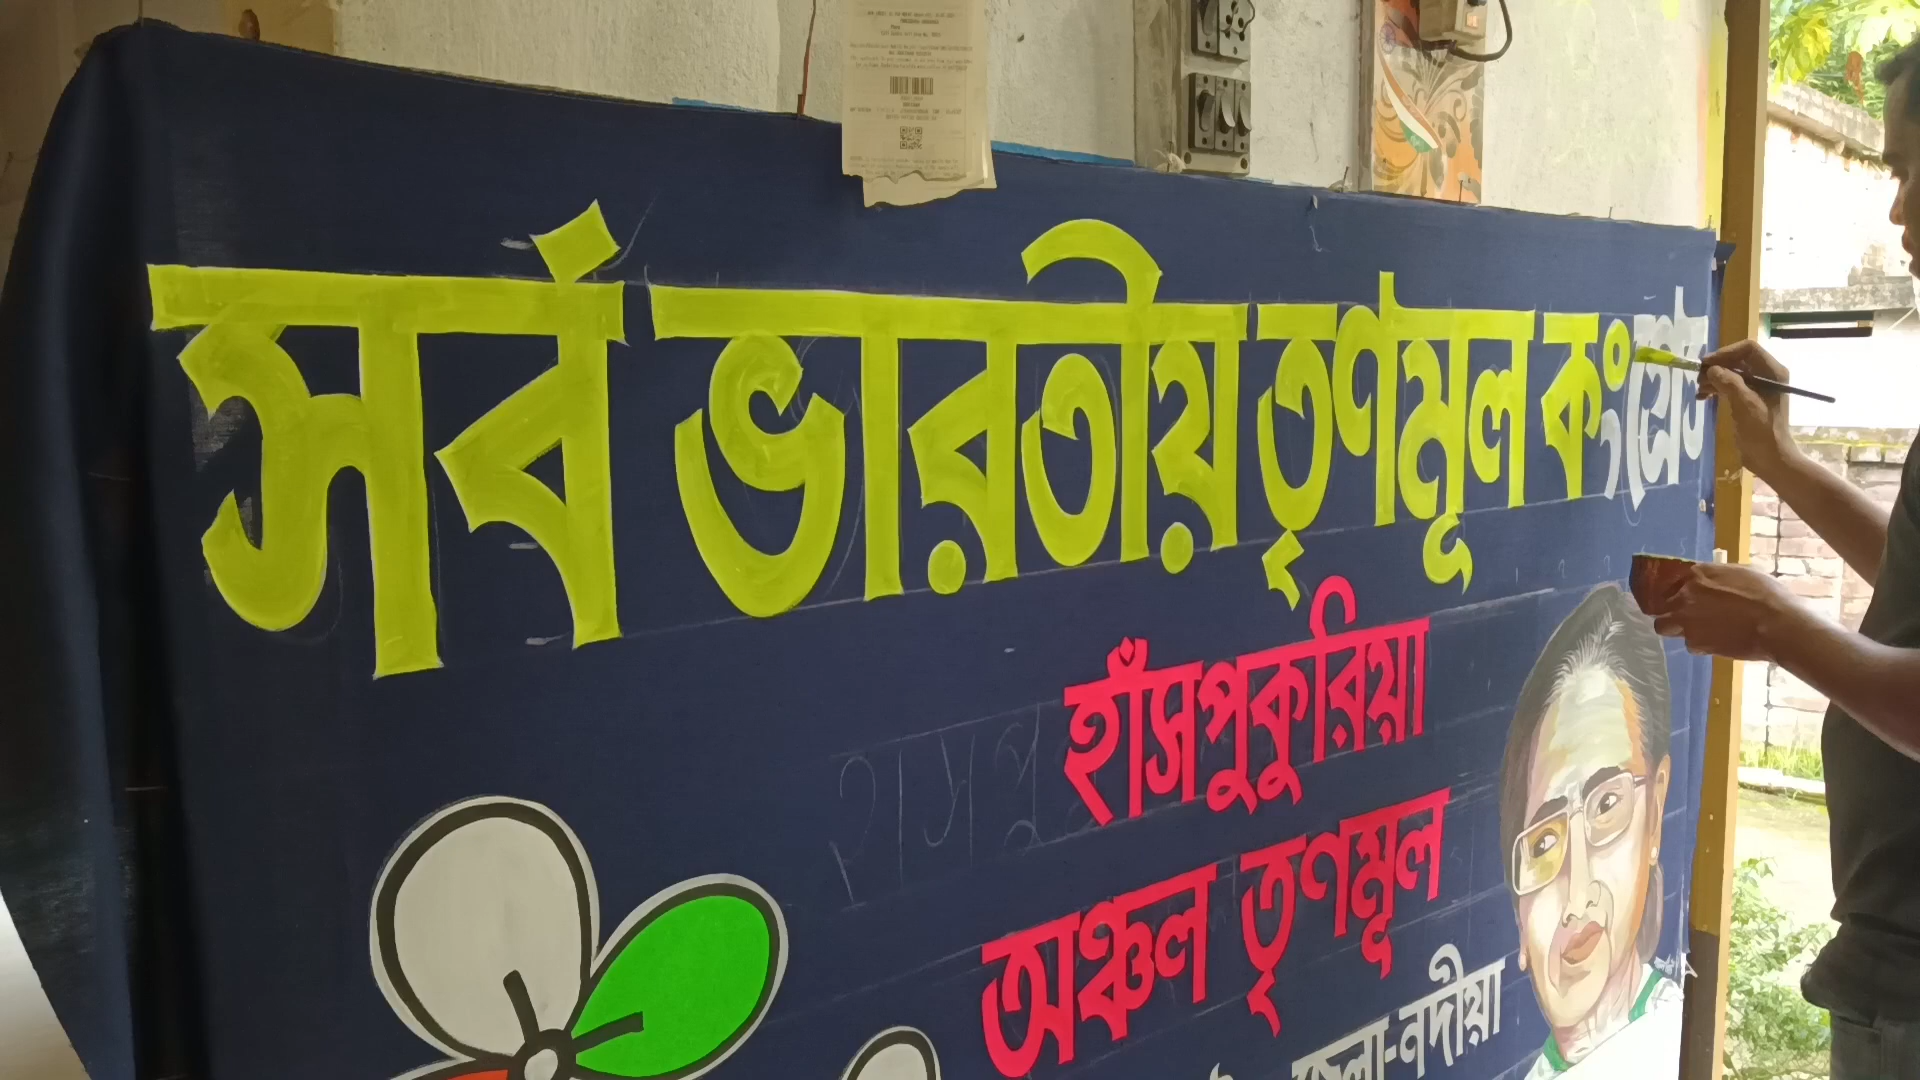 সর্ব ভারতীয় তৃণমূল কংগ্রেস
হাঁসপুকুরিয়া
অঞ্চল তৃণমূল
জেলা-নদীয়া